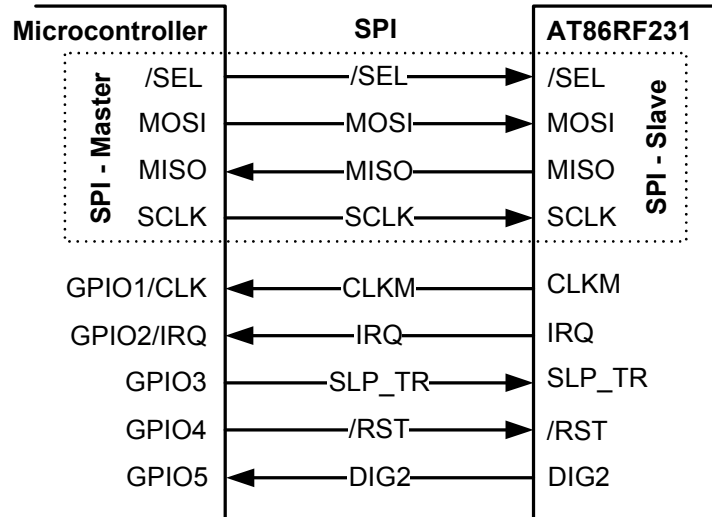 Microcontroller SPI AT86RF231
/SEL /SEL /SEL
MOSI MOSI MOSI
MISO MISO MISO
SCLK SCLK SCLK
SPI - Master
SPI - Slave
GPIO1/CLK CLKM CLKM
GPIO2/IRQ IRQ IRQ
GPIO3 SLP_TR SLP_TR
GPIO4 /RST /RST
GPIO5 DIG2 DIG2